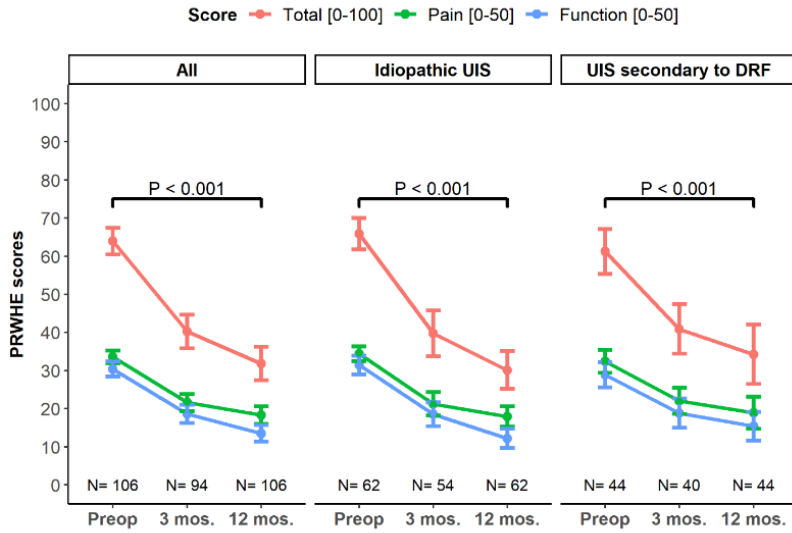 Score Total [0-100] Pain [0-50] Function [0-50]
All Idiopathic UIS UIS secondary to DRF
PRWHE scores
100
90
80
70
60
50
40
30
20
10
0
P < 0.001 P < 0.001 P < 0.001
N= 106 N= 94 N= 106 N= 62 N= 54 N= 62 N= 44 N= 40 N= 44
Preop 3 mos. 12 mos. Preop 3 mos. 12 mos. Preop 3 mos. 12 mos.